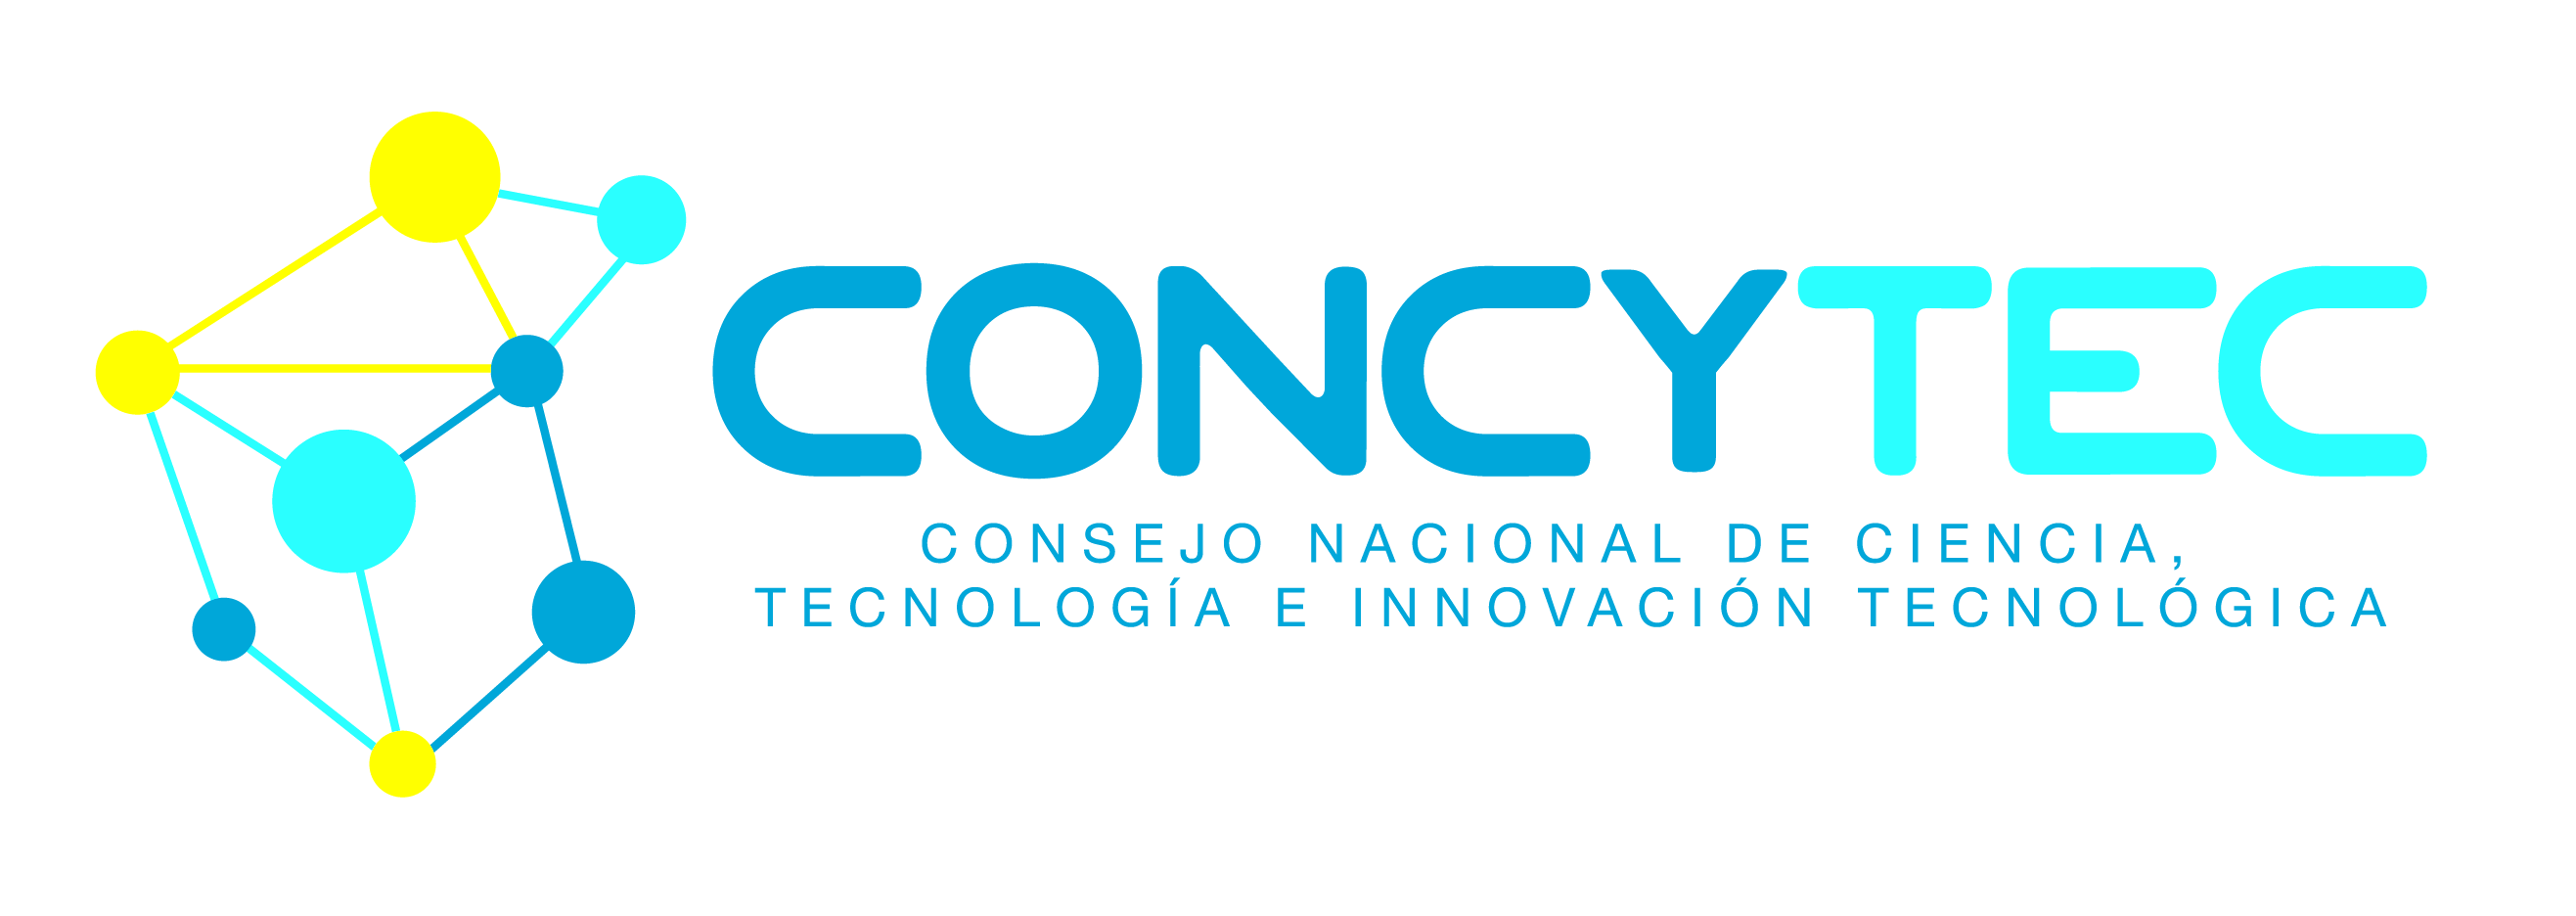 CONCYTEC
CONSEJO NACIONAL DE CIENCIA,
TECNOLOGÍA E INNOVACIÓN TECNOLÓGICA